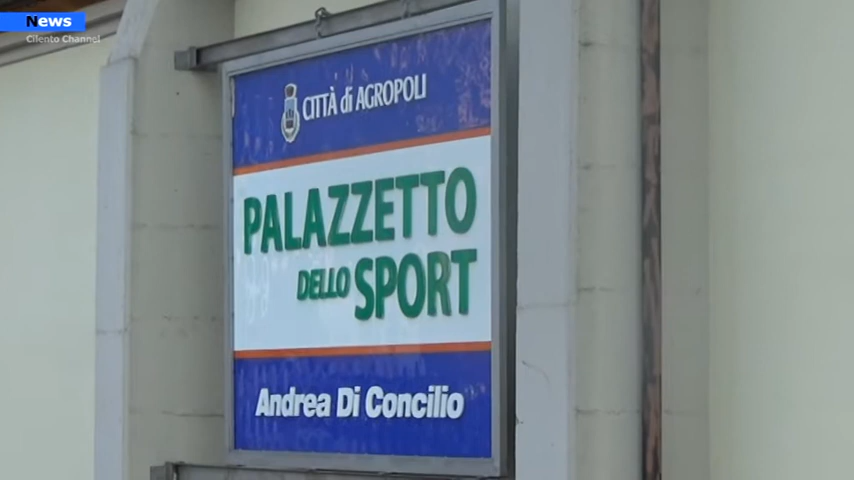 News
Cilento Channel
CITTÀ di AGROPOLI
PALAZZETTO
DELLO SPORT
Andrea Di Concilio